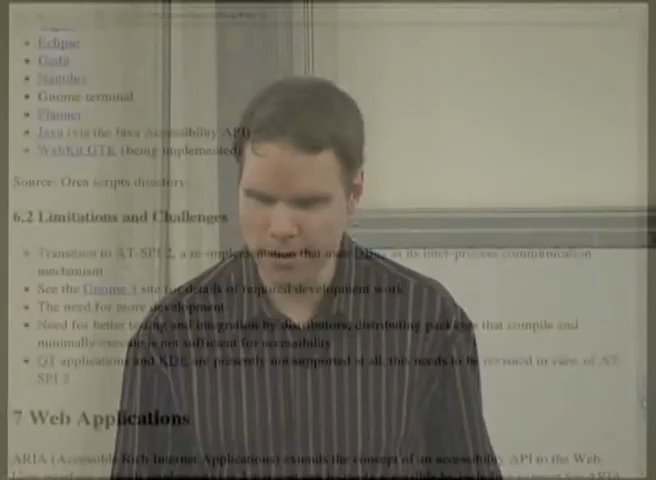 Eclipse
Gedit
Nautilus
Gnome terminal
Planner
Java (via the Java Accessibility API)
WebKit GTK (being implemented)
Source: Orca scripts directory
6.2 Limitations and Challenges
Transition to AT-SPI 2, a re-implementation that uses DBus as its inter-process communication
mechanism
See the Gnome 3 site for details of required development work
The need for more development
Need for better testing and integration by distributors; distributing packages that compile and
minimally execute is not sufficient for accessibility
QT applications and KDE are presently not supported at all; this needs to be revisited in view of AT-
SPI 2
7 Web Applications
ARIA (Accessible Rich Internet Applications) extends the concept of an accessibility API to the Web.